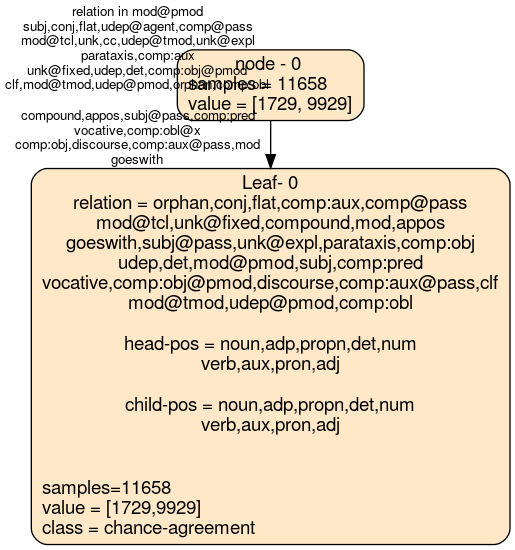 relation in mod@pmod
subj,conj,flat,udep@agent,comp@pass
mod@tcl,unk,cc,udep@tmod,unk@expl
parataxis,comp:aux
unk@fixed,udep,det,comp:obj@pmod
clf,mod@tmod,udep@pmod,orphan,comp:obl
compound,appos,subj@pass,comp:pred
vocative,comp:obl@x
comp:obj,discourse,comp:aux@pass,mod
goeswith
node - 0
samples = 11658
value = [1729, 9929]
Leaf- 0
relation = orphan,conj,flat,comp:aux,comp@pass
mod@tcl,unk@fixed,compound,mod,appos
goeswith,subj@pass,unk@expl,parataxis,comp:obj
udep,det,mod@pmod,subj,comp:pred
vocative,comp:obj@pmod,discourse,comp:aux@pass,clf
mod@tmod,udep@pmod,comp:obl
head-pos = noun,adp,propn,det,num
verb,aux,pron,adj
child-pos = noun,adp,propn,det,num
verb,aux,pron,adj
samples=11658
value = [1729,9929]
class = chance-agreement